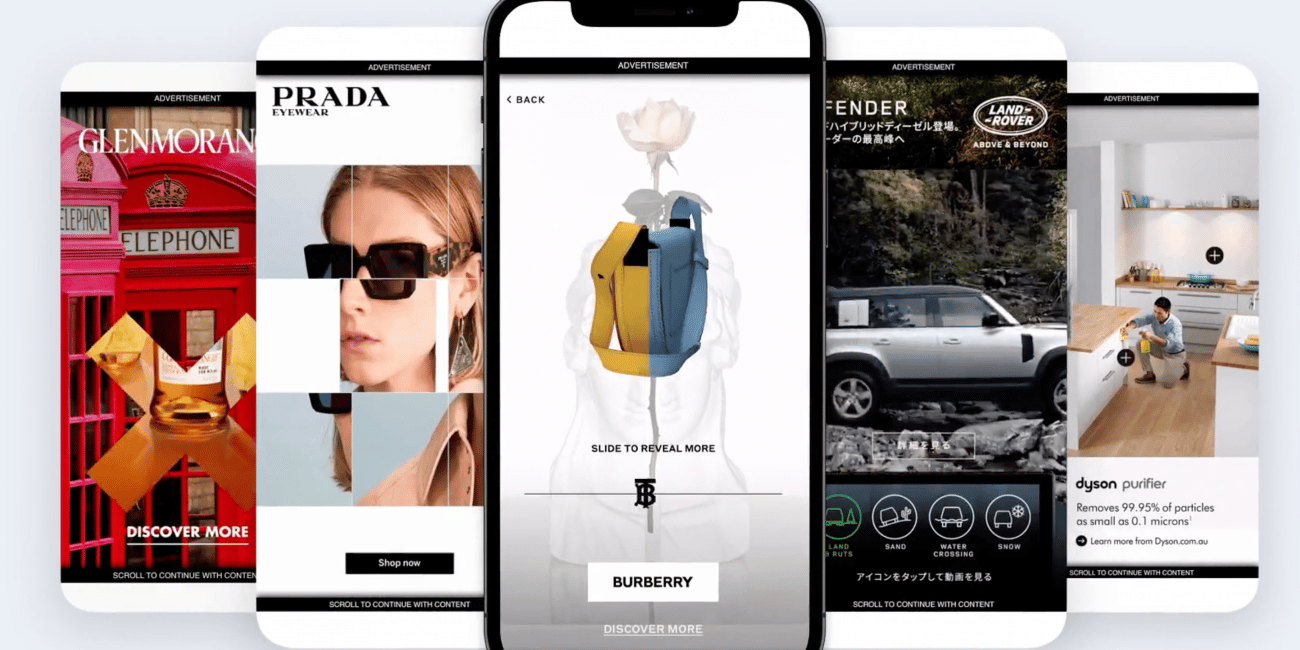 ADVERTISEMENT
GLENMORAN
TELEPHONE
ELEPHONE
DISCOVER MORE
SCROLL TO CONTINUE WITH CONTEN
ADVERTISEMENT
PRADA
EYEWEAR
Shop now
SCROLL TO CONTINUE WITH CONTENT
ADVERTISEMENT
< BACK
SLIDE TO REVEAL MORE
BURBERRY
DISCOVER MORE
ADVERTISEMENT
FENDER
ドハイブリッドディーゼル登場。
ーダーの最高峰へ
LAND-
-ROVER
ABOVE & BEYOND
詳細を見る
LAND
RUTS
SAND
WATER
CROSSING
SNOW
アイコンをタップして動画を見る
SCROLL TO CONTINUE WITH CONTENT
ADVERTISEMENT
dyson purifier
Removes 99.95% of particles
as small as 0.1 microns¹
Learn more from Dyson.com.au
SCROLL TO CONTINUE WITH CONTENT